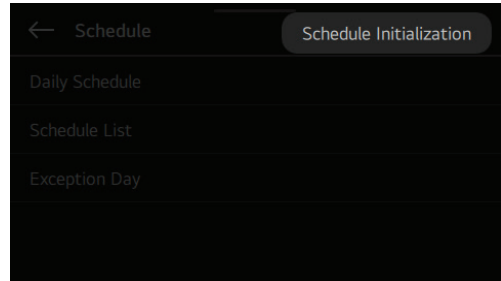 Schedule
Schedule Initialization
Daily Schedule
Schedule List
Exception Day